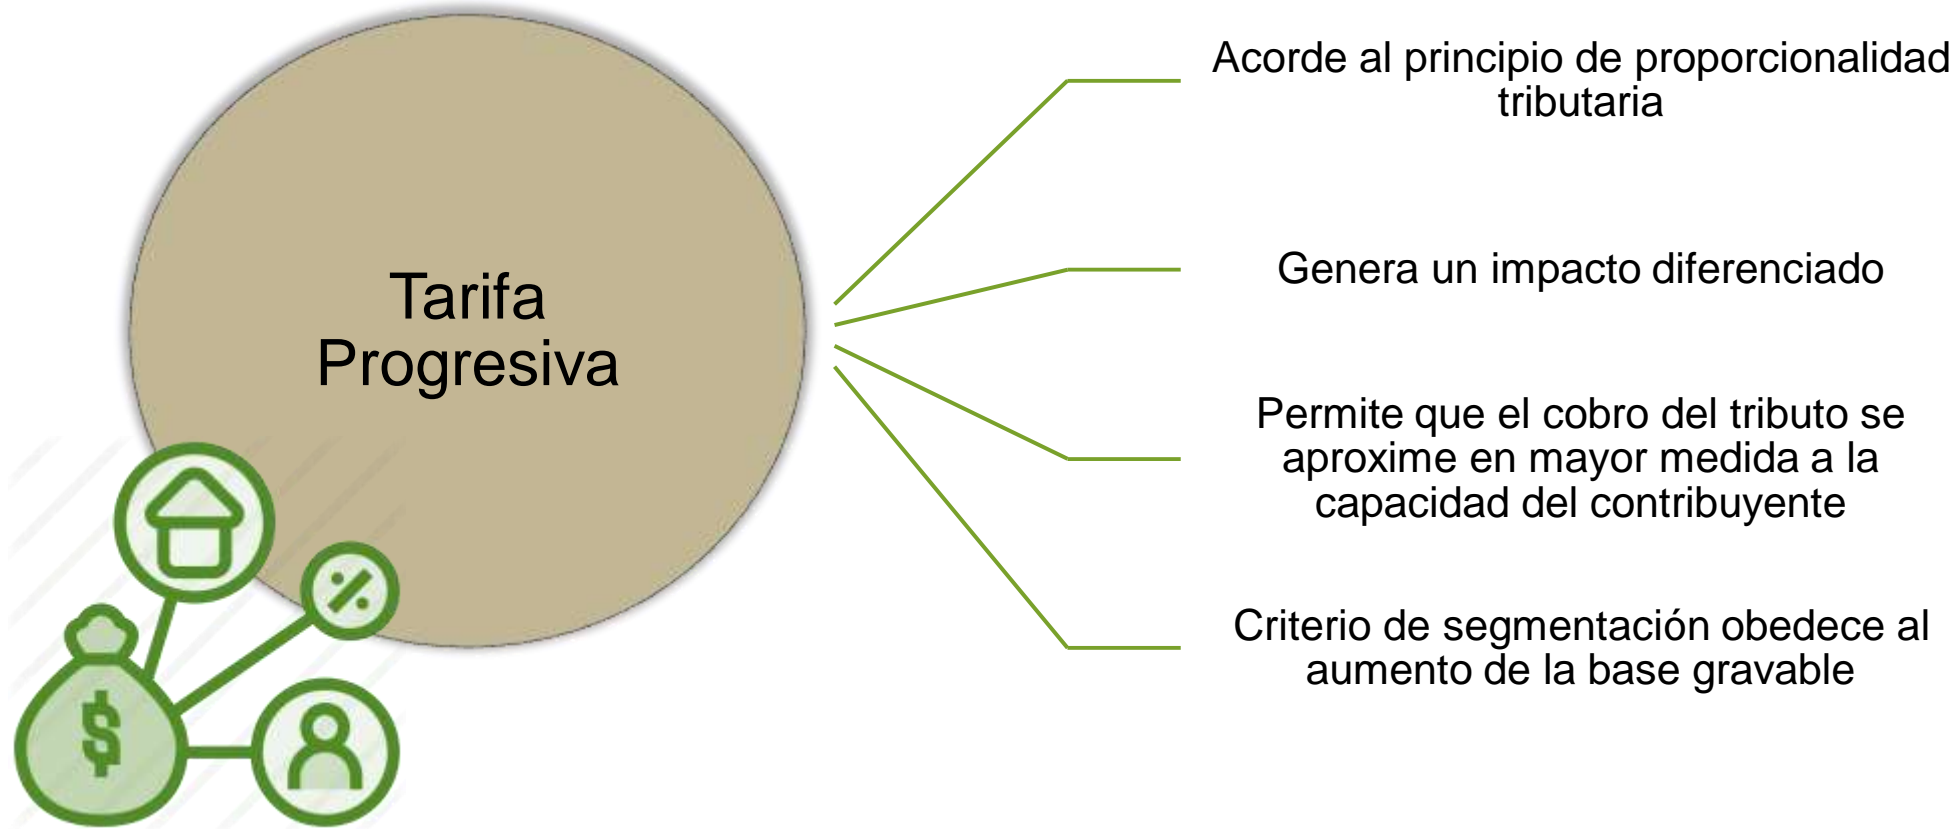 Tarifa
Progresiva
Acorde al principio de proporcionalidad
tributaria
Genera un impacto diferenciado
Permite que el cobro del tributo se
aproxime en mayor medida a la
capacidad del contribuyente
Criterio de segmentación obedece al
aumento de la base gravable
%
$